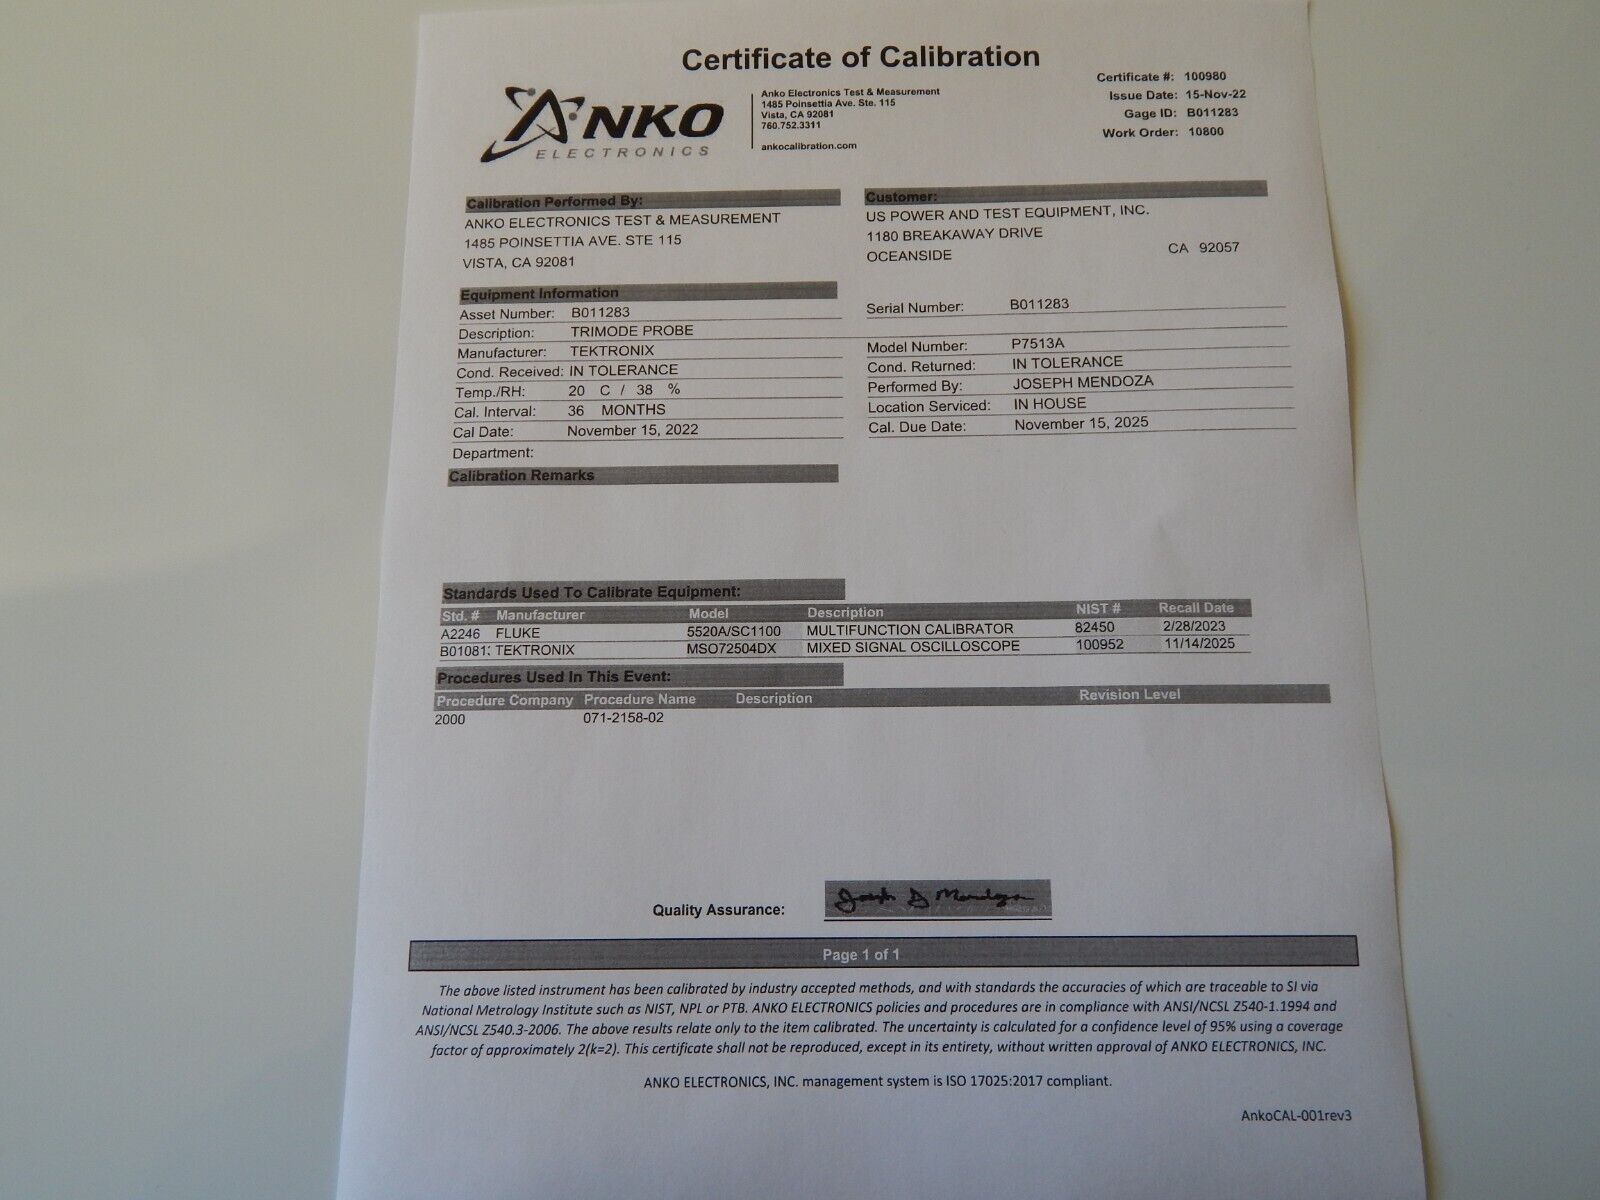 Certificate of Calibration
ANKO
ELECTRONICS
Anko Electronics Test & Measurement
1485 Poinsettia Ave. Ste. 115
Vista, CA 92081
760.752.3311
ankocalibration.com
Certificate #: 100980
Issue Date: 15-Nov-22
Gage ID: B011283
Work Order: 10800
Calibration Performed By:
ANKO ELECTRONICS TEST & MEASUREMENT
1485 POINSETTIA AVE. STE 115
VISTA, CA 92081
Customer:
US POWER AND TEST EQUIPMENT, INC.
1180 BREAKAWAY DRIVE
OCEANSIDE CA 92057
Equipment Information
Asset Number: B011283
Serial Number: B011283
Description: TRIMODE PROBE
Manufacturer: TEKTRONIX
Model Number: P7513A
Cond. Received: IN TOLERANCE
Cond. Returned: IN TOLERANCE
Temp./RH: 20 C / 38 %
Performed By: JOSEPH MENDOZA
Cal. Interval: 36 MONTHS
Location Serviced: IN HOUSE
Cal Date: November 15, 2022
Cal. Due Date: November 15, 2025
Department:
Calibration Remarks
Standards Used To Calibrate Equipment:
Std. # Manufacturer Model Description NIST # Recall Date
A2246 FLUKE 5520A/SC1100 MULTIFUNCTION CALIBRATOR 82450 2/28/2023
B01081: TEKTRONIX MSO72504DX MIXED SIGNAL OSCILLOSCOPE 100952 11/14/2025
Procedures Used In This Event:
Procedure Company Procedure Name Description Revision Level
2000 071-2158-02
Quality Assurance: Joseph D Mendoza
Page 1 of 1
The above listed instrument has been calibrated by industry accepted methods, and with standards the accuracies of which are traceable to SI via
National Metrology Institute such as NIST, NPL or PTB. ANKO ELECTRONICS policies and procedures are in compliance with ANSI/NCSL Z540-1.1994 and
ANSI/NCSL Z540.3-2006. The above results relate only to the item calibrated. The uncertainty is calculated for a confidence level of 95% using a coverage
factor of approximately 2(k=2). This certificate shall not be reproduced, except in its entirety, without written approval of ANKO ELECTRONICS, INC.
ANKO ELECTRONICS, INC. management system is ISO 17025:2017 compliant.
AnkoCAL-001rev3